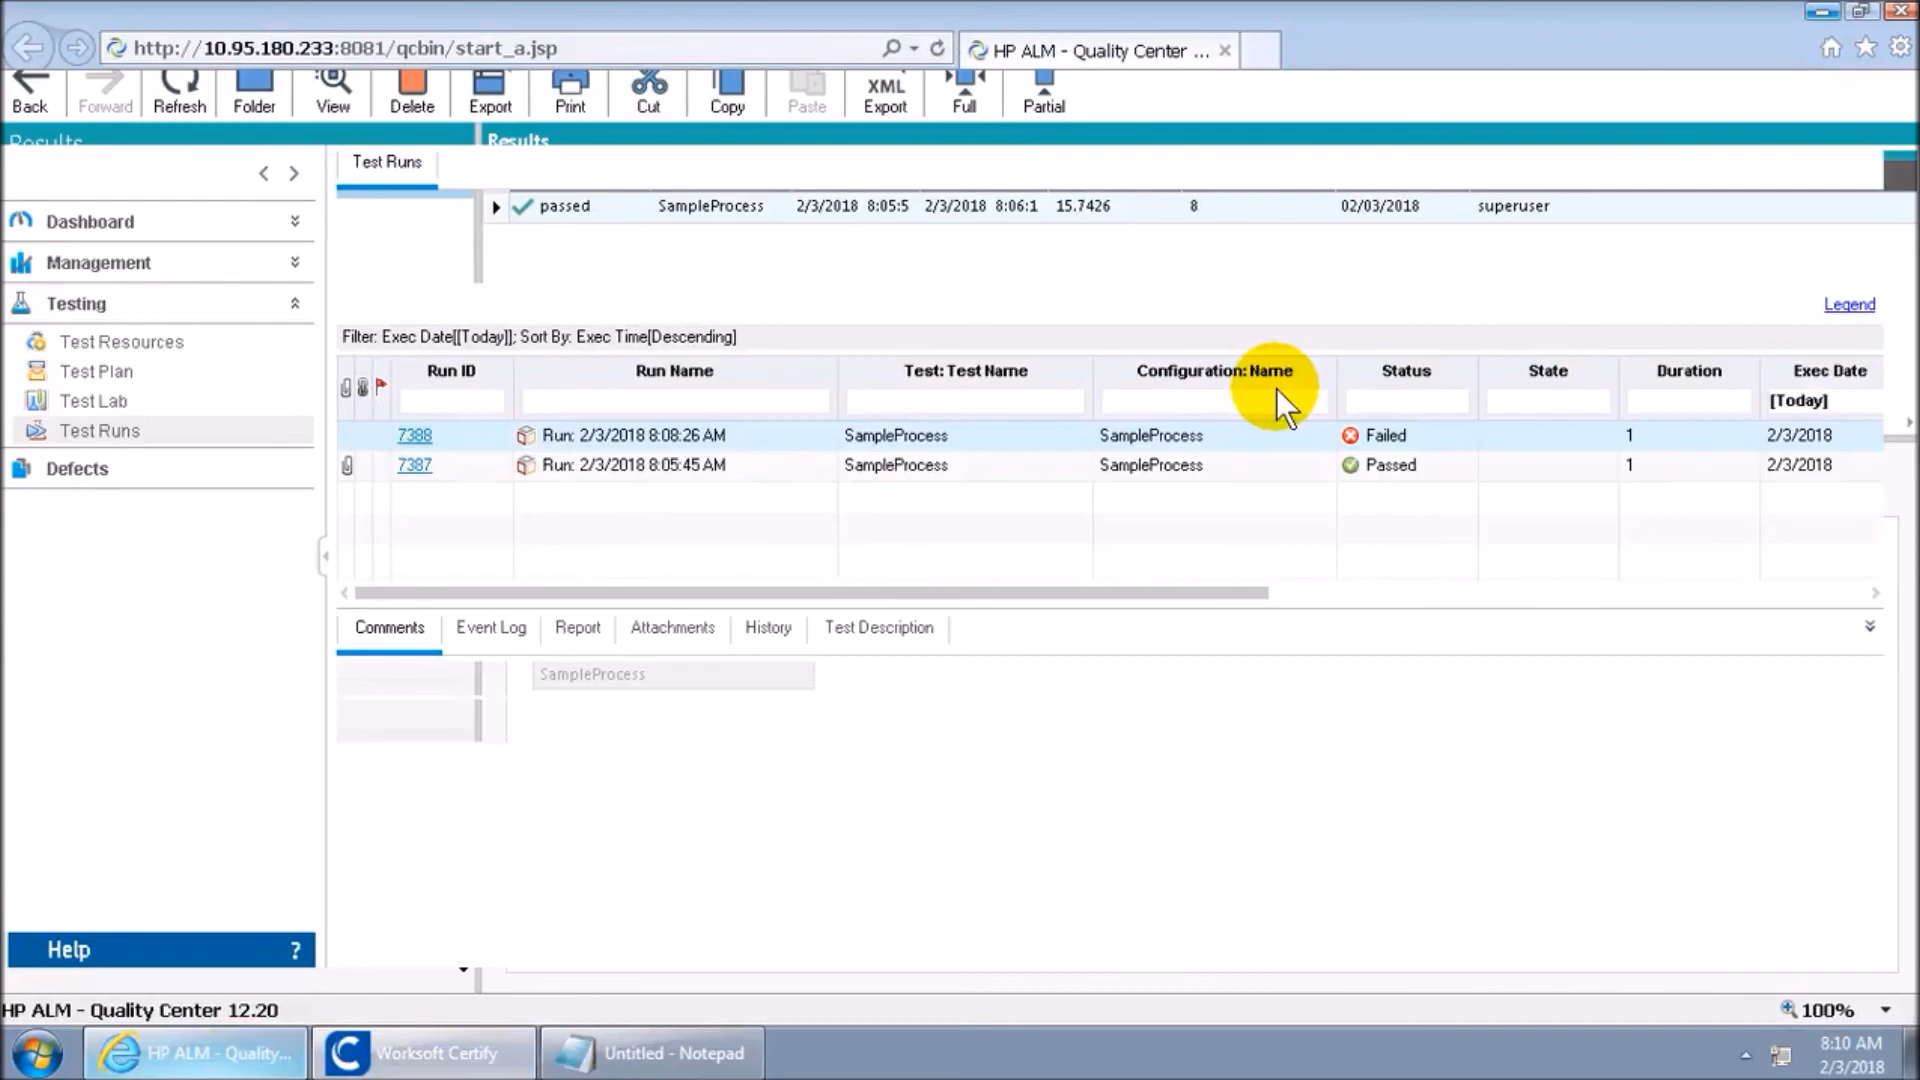 http://10.95.180.233:8081/qcbin/start_a.jsp
HP ALM - Quality Center ...
Back Forward Refresh Folder View Delete Export Print Cut Copy Paste XML Export Full Partial
Results
Results
Test Runs
passed SampleProcess 2/3/2018 8:05:5 2/3/2018 8:06:1 15.7426 8 02/03/2018 superuser
Dashboard
Management
Testing
Test Resources
Test Plan
Test Lab
Test Runs
Defects
Legend
Filter: Exec Date[[Today]]; Sort By: Exec Time[Descending]
Run ID Run Name Test: Test Name Configuration: Name Status State Duration Exec Date
[Today]
7388 Run: 2/3/2018 8:08:26 AM SampleProcess SampleProcess Failed 1 2/3/2018
7387 Run: 2/3/2018 8:05:45 AM SampleProcess SampleProcess Passed 1 2/3/2018
Comments Event Log Report Attachments History Test Description
SampleProcess
Help ?
HP ALM - Quality Center 12.20
100%
HP ALM - Quality...
Worksoft Certify
Untitled - Notepad
8:10 AM
2/3/2018